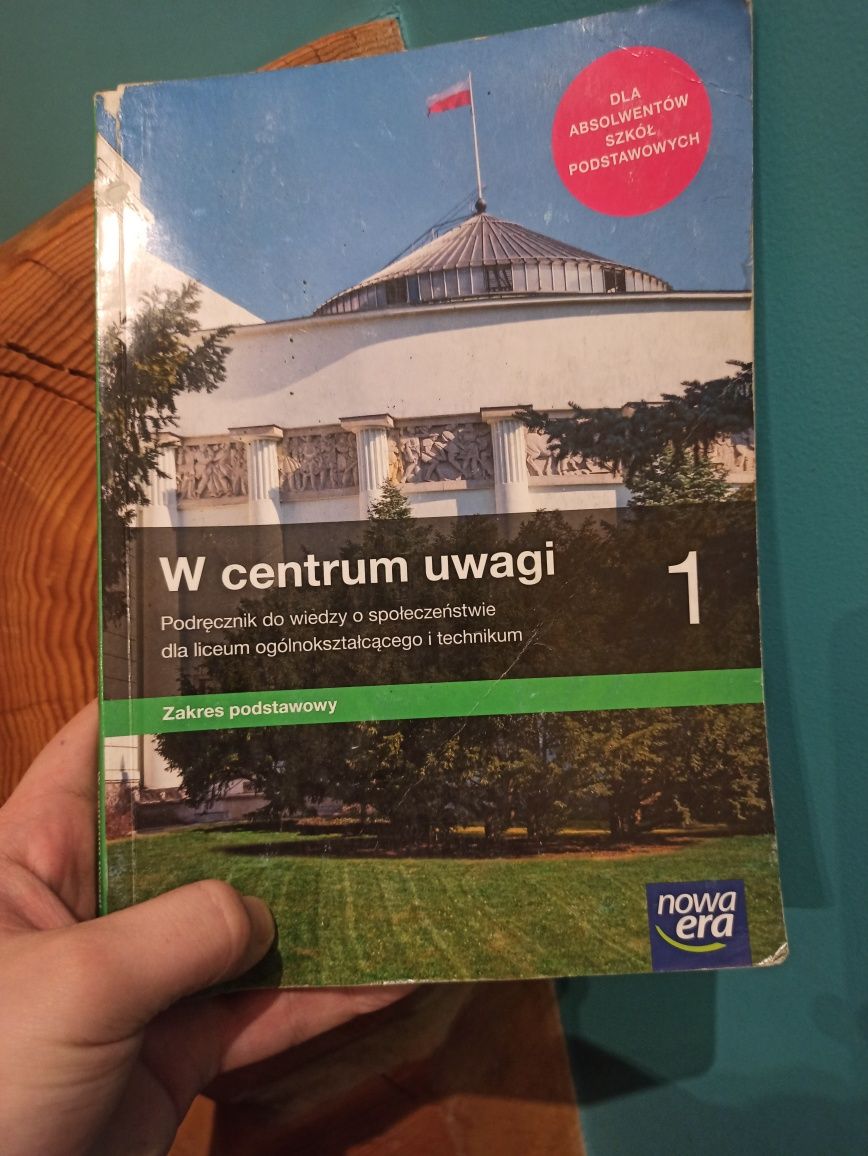 DLA
ABSOLWENTÓW
SZKÓŁ
PODSTAWOWYCH
W centrum uwagi
1
Podręcznik do wiedzy o społeczeństwie
dla liceum ogólnokształcącego i technikum
Zakres podstawowy
nowa
era